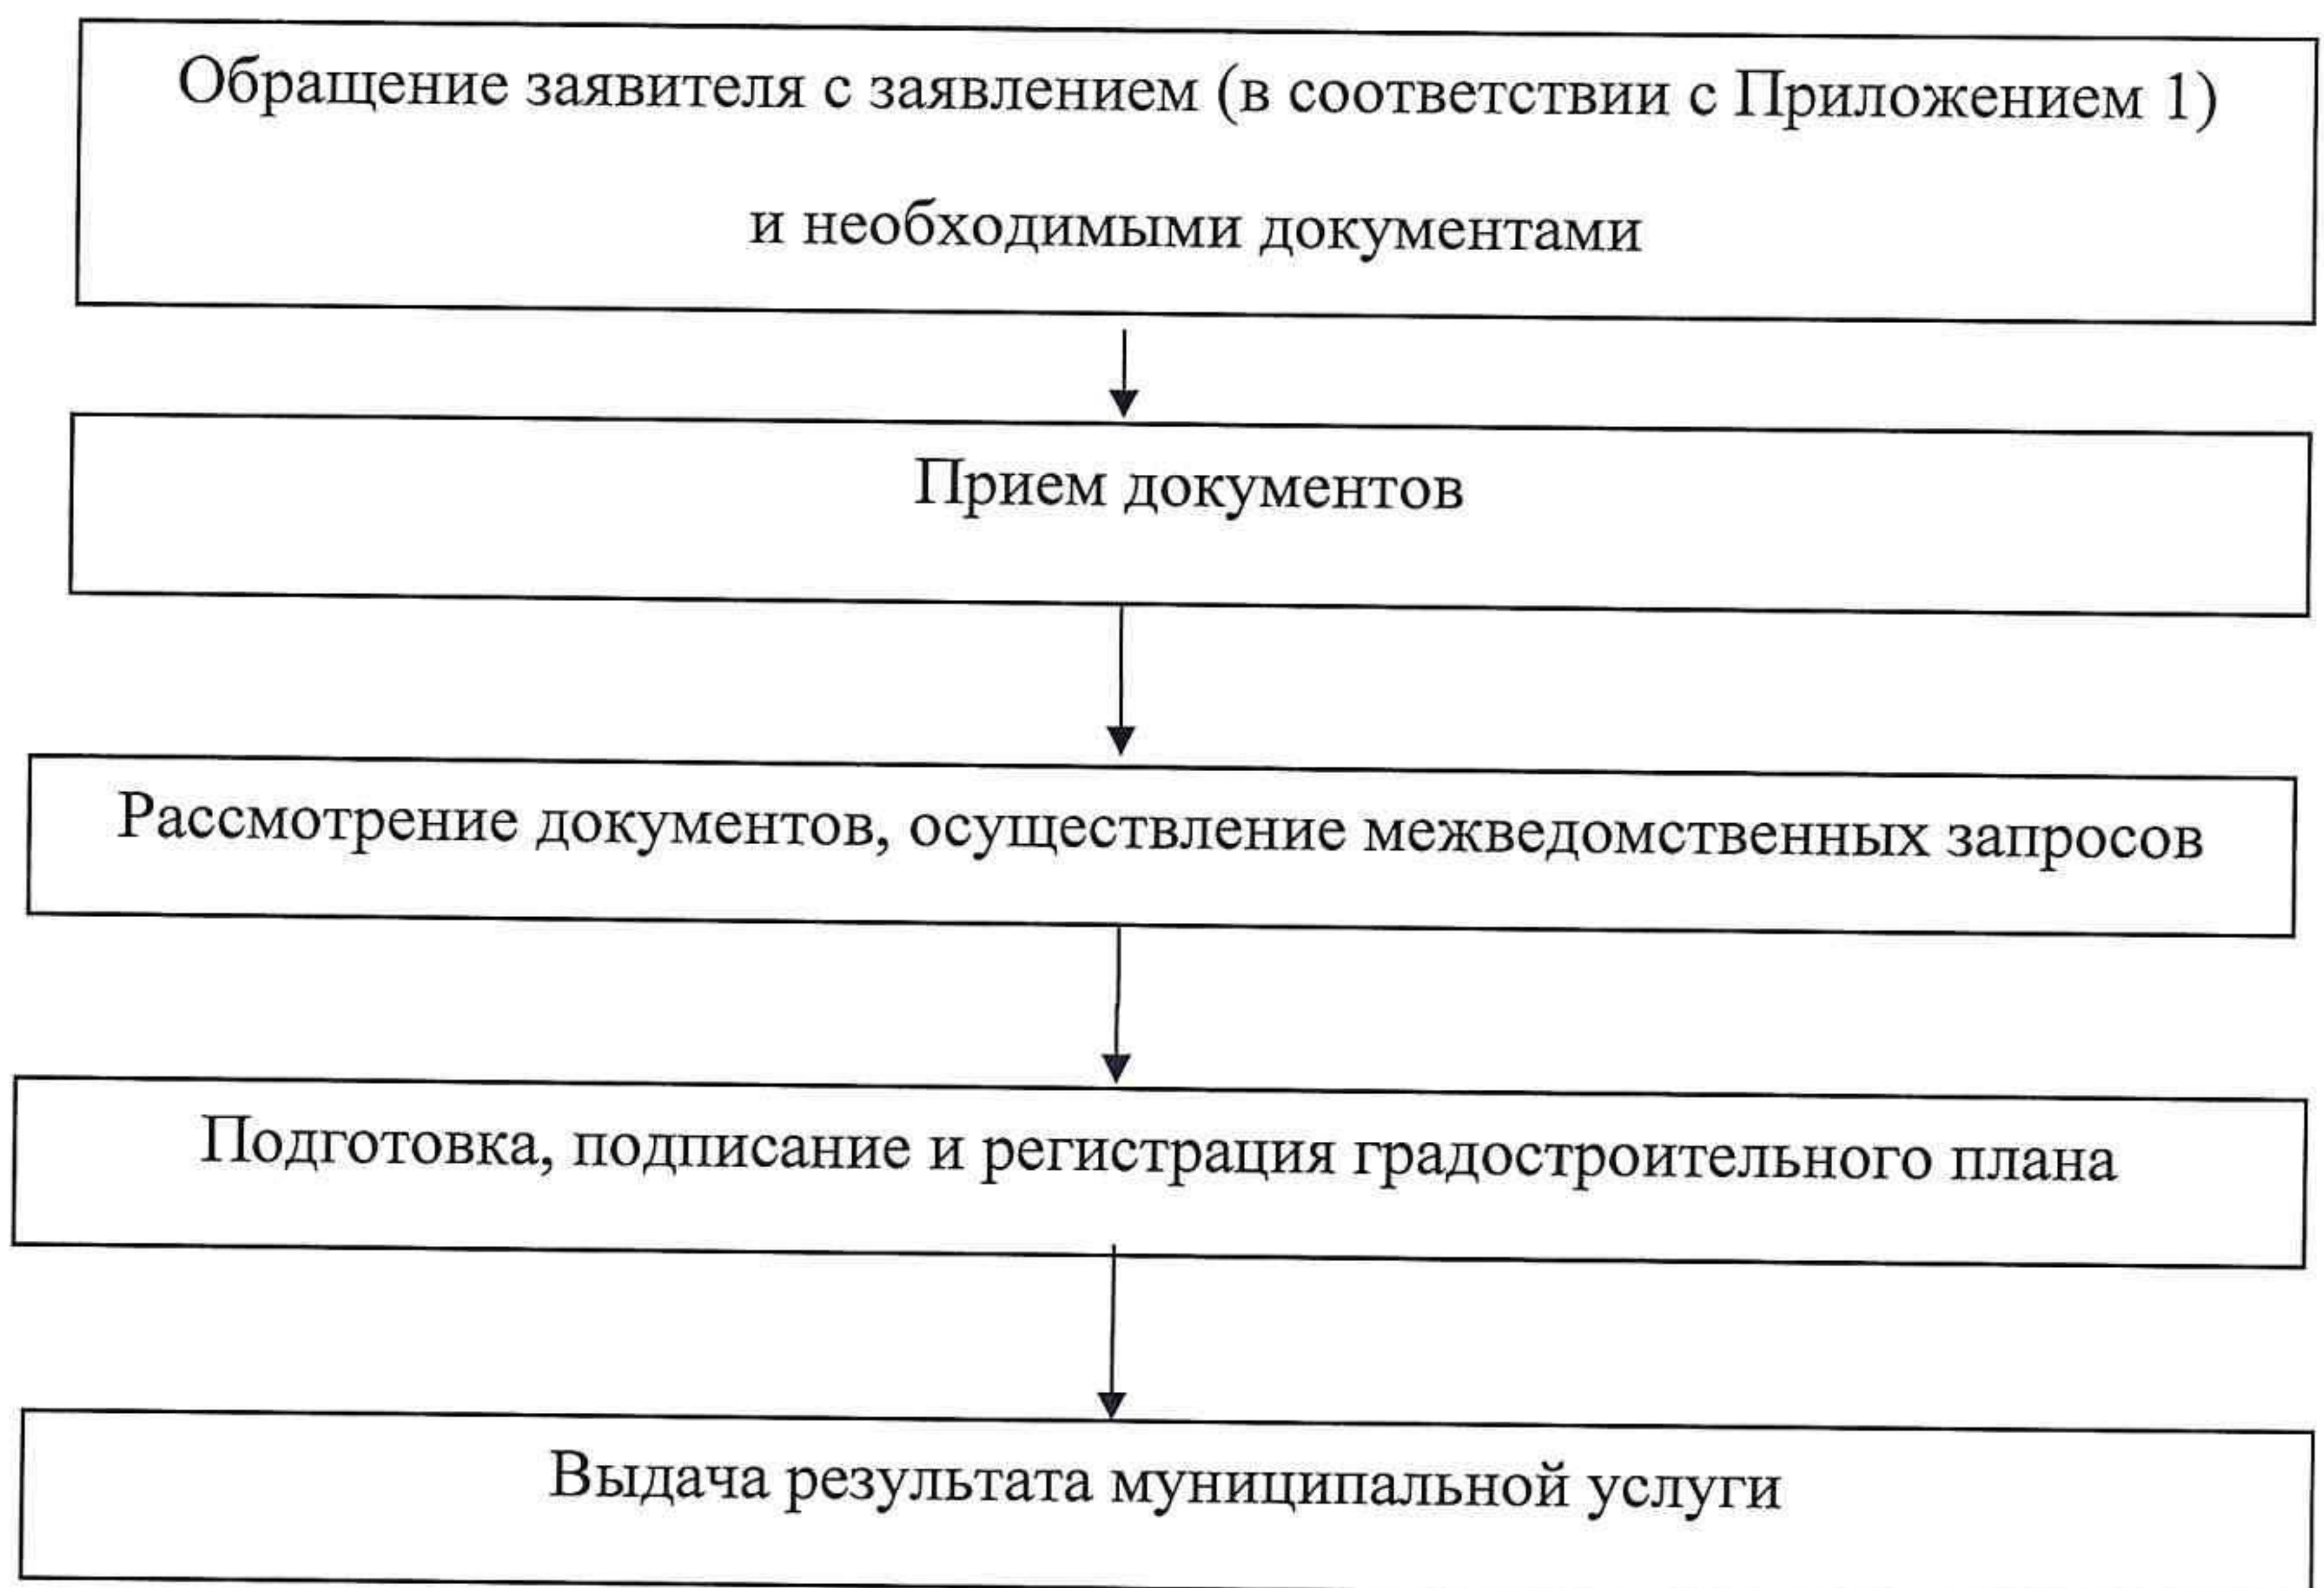 Обращение заявителя с заявлением (в соответствии с Приложением 1)
и необходимыми документами
Прием документов
Рассмотрение документов, осуществление межведомственных запросов
Подготовка, подписание и регистрация градостроительного плана
Выдача результата муниципальной услуги